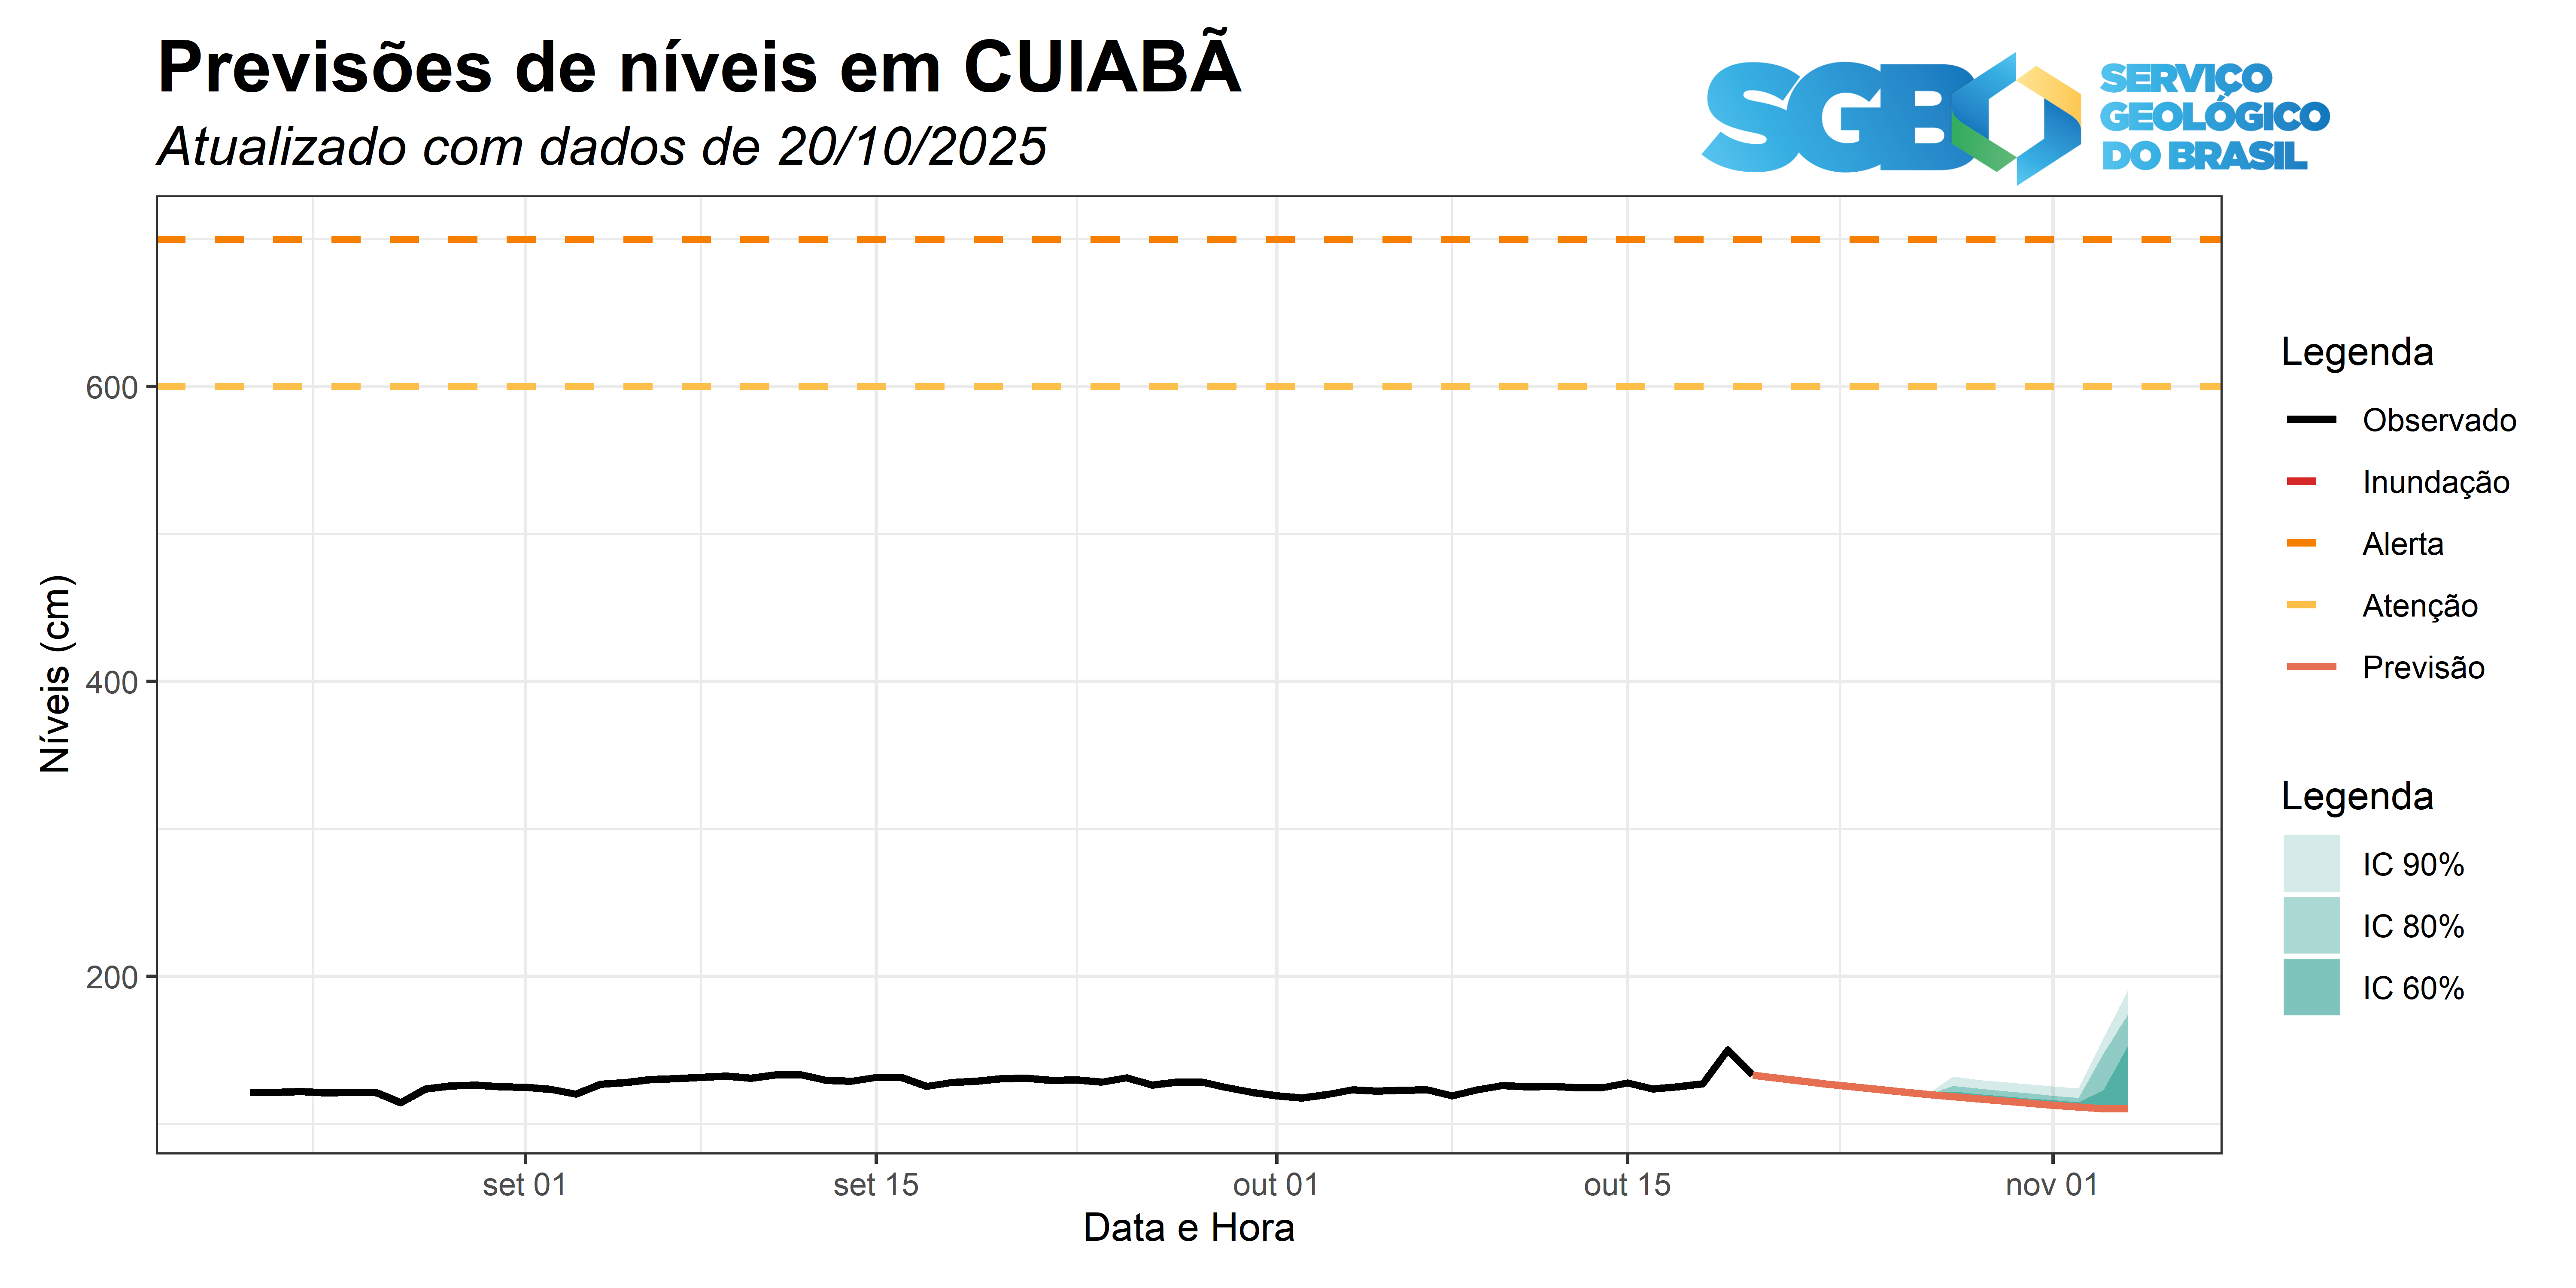 Previsões de níveis em CUIABÃ
Atualizado com dados de 20/10/2025
SGB
SERVIÇO
GEOLÓGICO
DO BRASIL
Níveis (cm)
600
400
200
set 01
set 15
out 01
out 15
nov 01
Data e Hora
Legenda
Observado
Inundação
Alerta
Atenção
Previsão
Legenda
IC 90%
IC 80%
IC 60%